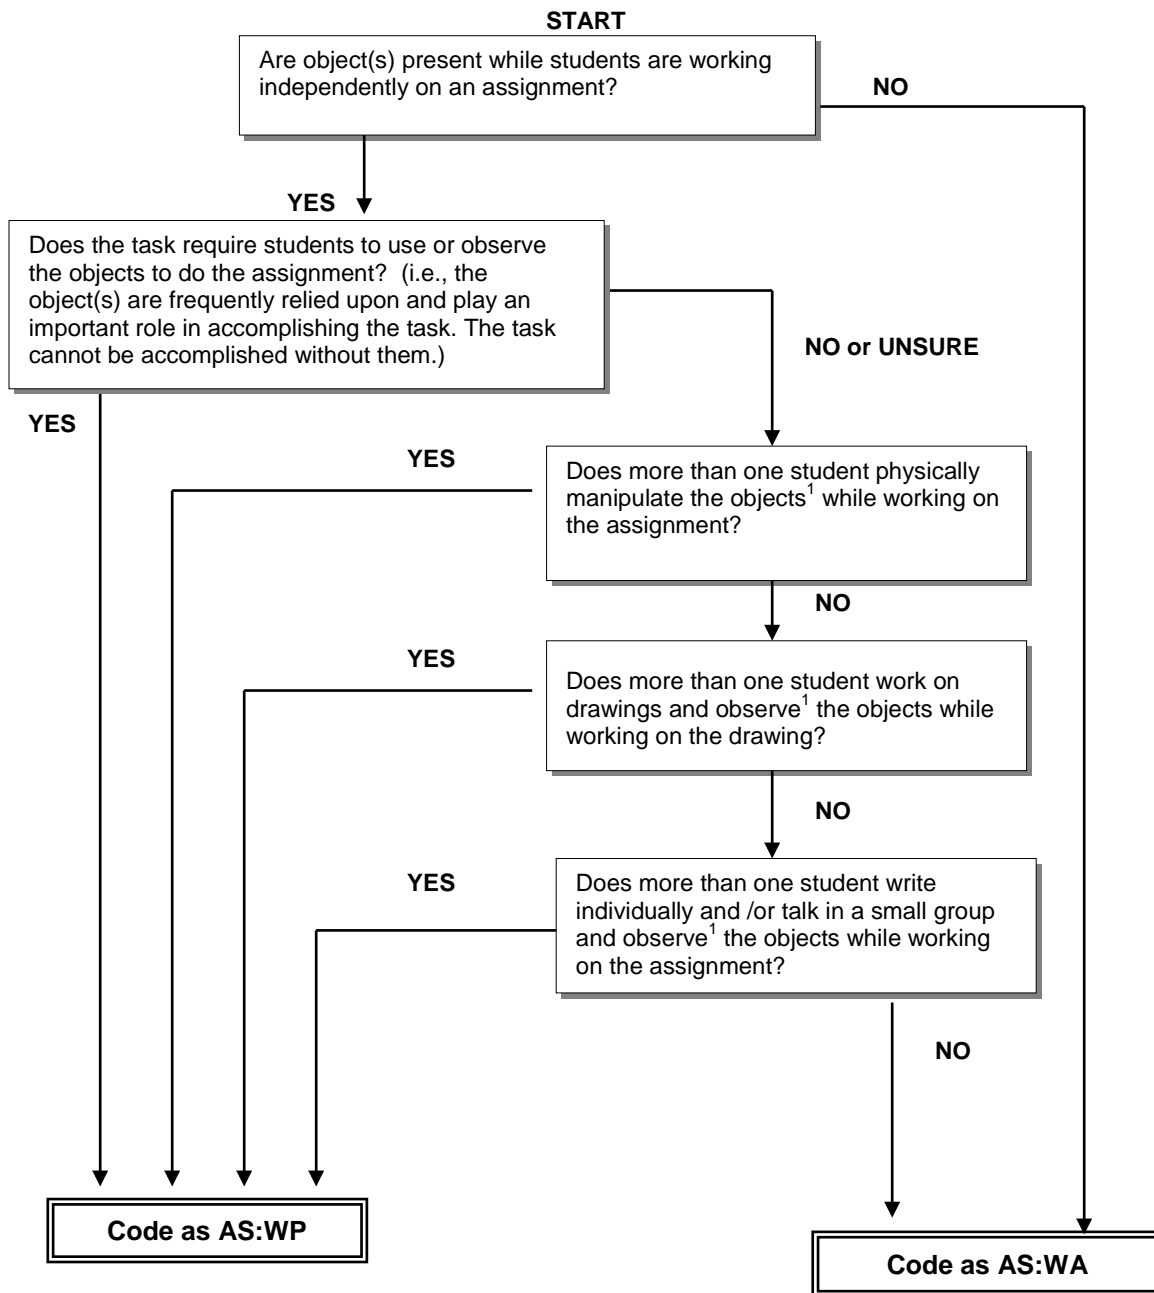 START
Are object(s) present while students are working
independently on an assignment?
NO
YES
Does the task require students to use or observe
the objects to do the assignment?  (i.e., the
object(s) are frequently relied upon and play an
important role in accomplishing the task. The task
cannot be accomplished without them.)
NO or UNSURE
YES
YES
Does more than one student physically
manipulate the objects¹ while working on
the assignment?
NO
YES
Does more than one student work on
drawings and observe¹ the objects while
working on the drawing?
NO
YES
Does more than one student write
individually and /or talk in a small group
and observe¹ the objects while working
on the assignment?
NO
Code as AS:WP
Code as AS:WA